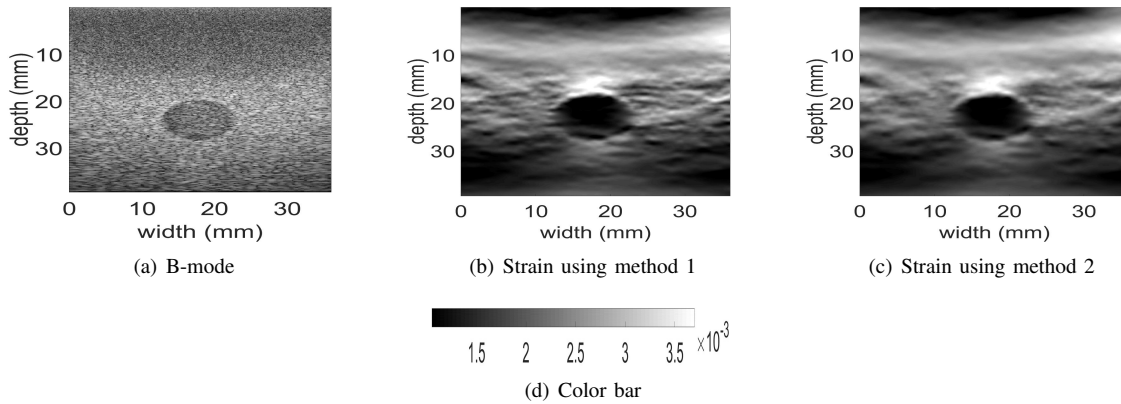 depth (mm)
10
20
30
0 10 20 30
width (mm)
(a) B-mode
depth (mm)
10
20
30
0 10 20 30
width (mm)
(b) Strain using method 1
depth (mm)
10
20
30
0 10 20 30
width (mm)
(c) Strain using method 2
1.5 2 2.5 3 3.5 ×10⁻³
(d) Color bar